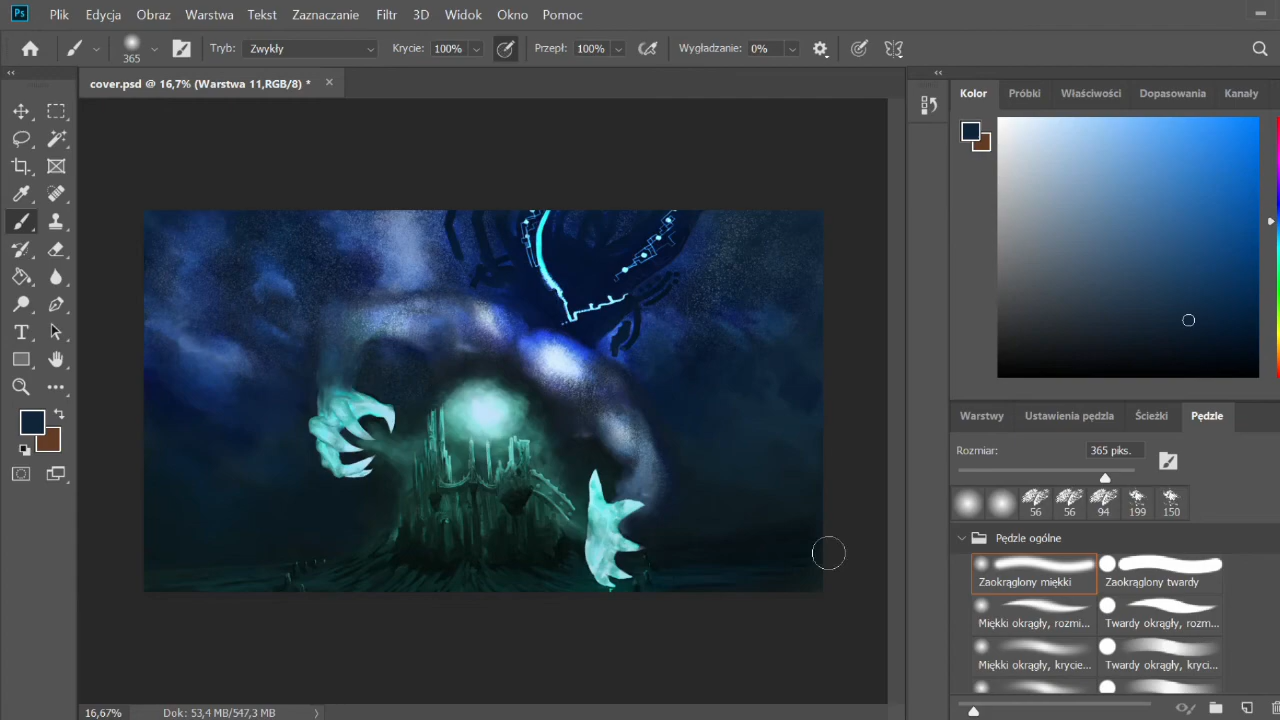 Ps Plik Edycja Obraz Warstwa Tekst Zaznaczanie Filtr 3D Widok Okno Pomoc
365 Tryb: Zwykły Krycie: 100% Przepł: 100% Wygładzanie: 0%
cover.psd @ 16,7% (Warstwa 11,RGB/8) * ×
Kolor Próbki Właściwości Dopasowania Kanały
Warstwy Ustawienia pędzla Ścieżki Pędzle
Rozmiar: 365 piks.
56 56 94 199 150
Pędzle ogólne
Zaokrąglony miękki Zaokrąglony twardy
Miękki okrągły, rozmi... Twardy okrągły, rozm...
Miękki okrągły, krycie... Twardy okrągły, kryci...
16,67% Dok: 53,4 MB/547,3 MB